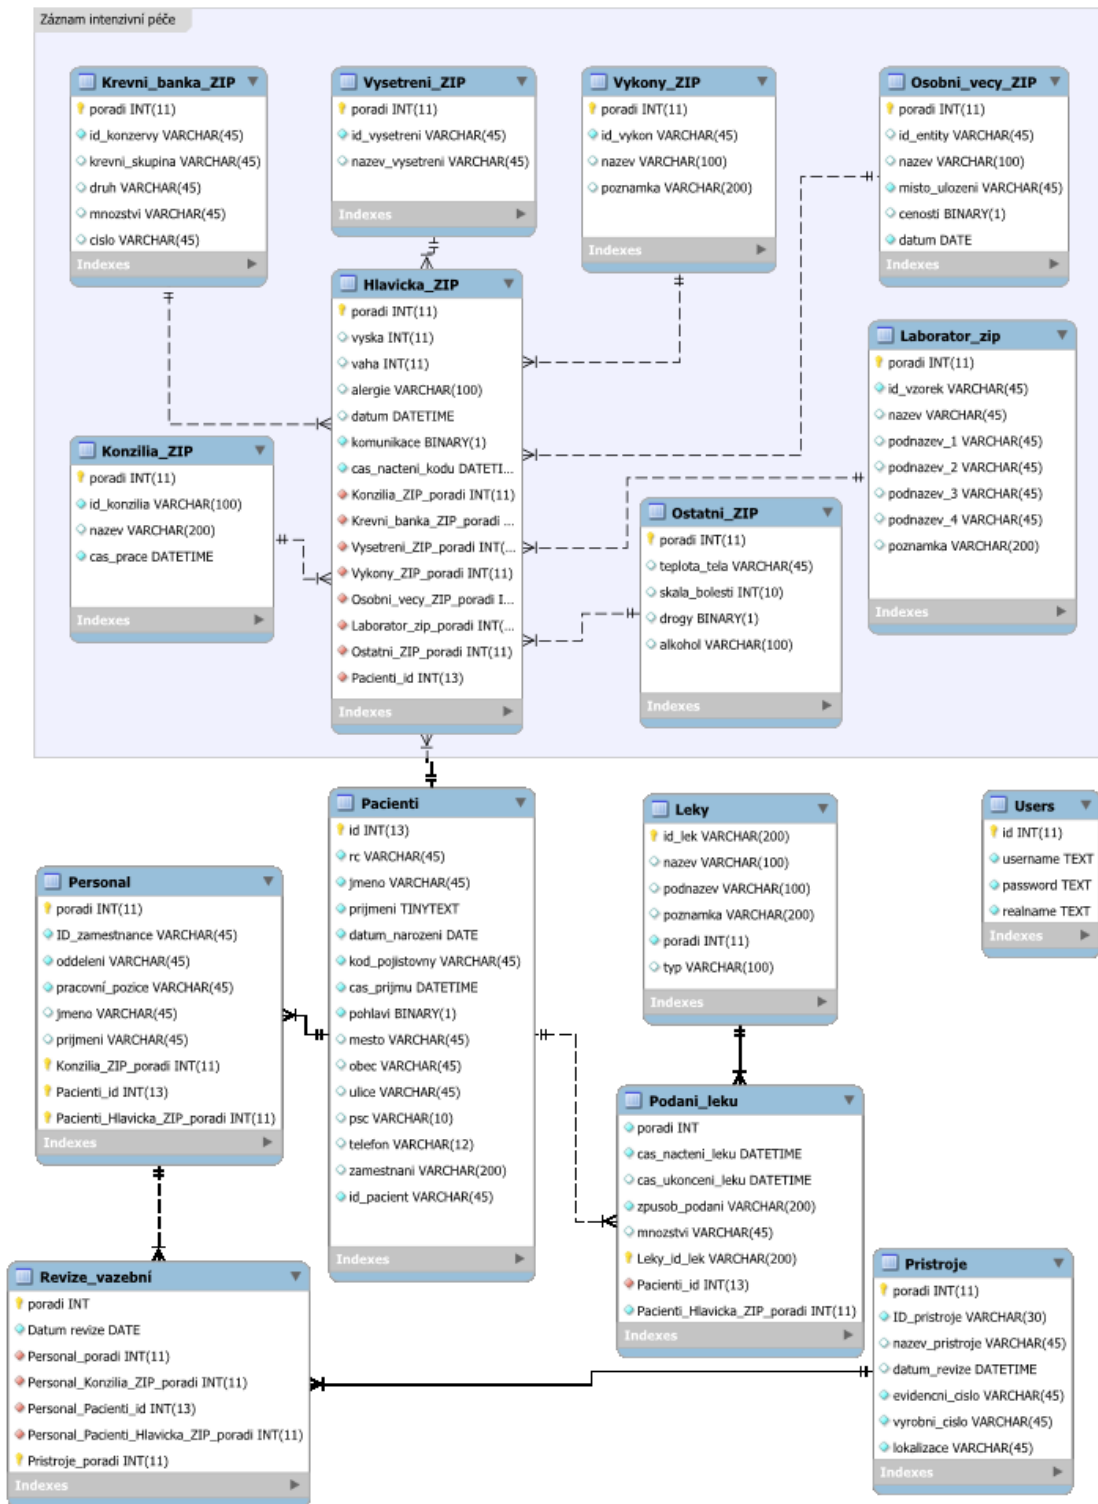 Záznam intenzivní péče
Krevni_banka_ZIP
poradi INT(11)
id_konzervy VARCHAR(45)
krevni_skupina VARCHAR(45)
druh VARCHAR(45)
mnozstvi VARCHAR(45)
cislo VARCHAR(45)
Indexes
Vysetreni_ZIP
poradi INT(11)
id_vysetreni VARCHAR(45)
nazev_vysetreni VARCHAR(45)
Indexes
Vykony_ZIP
poradi INT(11)
id_vykon VARCHAR(45)
nazev VARCHAR(100)
poznamka VARCHAR(200)
Indexes
Osobni_vecy_ZIP
poradi INT(11)
id_entity VARCHAR(45)
nazev VARCHAR(100)
misto_ulozeni VARCHAR(45)
cenosti BINARY(1)
datum DATE
Indexes
Hlavicka_ZIP
poradi INT(11)
vyska INT(11)
vaha INT(11)
alergie VARCHAR(100)
datum DATETIME
komunikace BINARY(1)
cas_nacteni_kodu DATETI...
Konzilia_ZIP_poradi INT(11)
Krevni_banka_ZIP_poradi ...
Vysetreni_ZIP_poradi INT(...
Vykony_ZIP_poradi INT(11)
Osobni_vecy_ZIP_poradi I...
Laborator_zip_poradi INT(...
Ostatni_ZIP_poradi INT(11)
Pacienti_id INT(13)
Indexes
Laborator_zip
poradi INT(11)
id_vzorek VARCHAR(45)
nazev VARCHAR(45)
podnazev_1 VARCHAR(45)
podnazev_2 VARCHAR(45)
podnazev_3 VARCHAR(45)
podnazev_4 VARCHAR(45)
poznamka VARCHAR(200)
Indexes
Konzilia_ZIP
poradi INT(11)
id_konzilia VARCHAR(100)
nazev VARCHAR(200)
cas_prace DATETIME
Indexes
Ostatni_ZIP
poradi INT(11)
teplota_tela VARCHAR(45)
skala_bolesti INT(10)
drogy BINARY(1)
alkohol VARCHAR(100)
Indexes
Pacienti
id INT(13)
rc VARCHAR(45)
jmeno VARCHAR(45)
prijmeni TINYTEXT
datum_narozeni DATE
kod_pojistovny VARCHAR(45)
cas_prijmu DATETIME
pohlavi BINARY(1)
mesto VARCHAR(45)
obec VARCHAR(45)
ulice VARCHAR(45)
psc VARCHAR(10)
telefon VARCHAR(12)
zamestnani VARCHAR(200)
id_pacient VARCHAR(45)
Indexes
Leky
id_lek VARCHAR(200)
nazev VARCHAR(100)
podnazev VARCHAR(100)
poznamka VARCHAR(200)
poradi INT(11)
typ VARCHAR(100)
Indexes
Users
id INT(11)
username TEXT
password TEXT
realname TEXT
Indexes
Personal
poradi INT(11)
ID_zamestnance VARCHAR(45)
oddeleni VARCHAR(45)
pracovní_pozice VARCHAR(45)
jmeno VARCHAR(45)
prijmeni VARCHAR(45)
Konzilia_ZIP_poradi INT(11)
Pacienti_id INT(13)
Pacienti_Hlavicka_ZIP_poradi INT(11)
Indexes
Podani_leku
poradi INT
cas_nacteni_leku DATETIME
cas_ukonceni_leku DATETIME
zpusob_podani VARCHAR(200)
mnozstvi VARCHAR(45)
Leky_id_lek VARCHAR(200)
Pacienti_id INT(13)
Pacienti_Hlavicka_ZIP_poradi INT(11)
Indexes
Revize_vazební
poradi INT
Datum revize DATE
Personal_poradi INT(11)
Personal_Konzilia_ZIP_poradi INT(11)
Personal_Pacienti_id INT(13)
Personal_Pacienti_Hlavicka_ZIP_poradi INT(11)
Pristroje_poradi INT(11)
Indexes
Pristroje
poradi INT(11)
ID_pristroje VARCHAR(30)
nazev_pristroje VARCHAR(45)
datum_revize DATETIME
evidencni_cislo VARCHAR(45)
vyrobni_cislo VARCHAR(45)
lokalizace VARCHAR(45)
Indexes